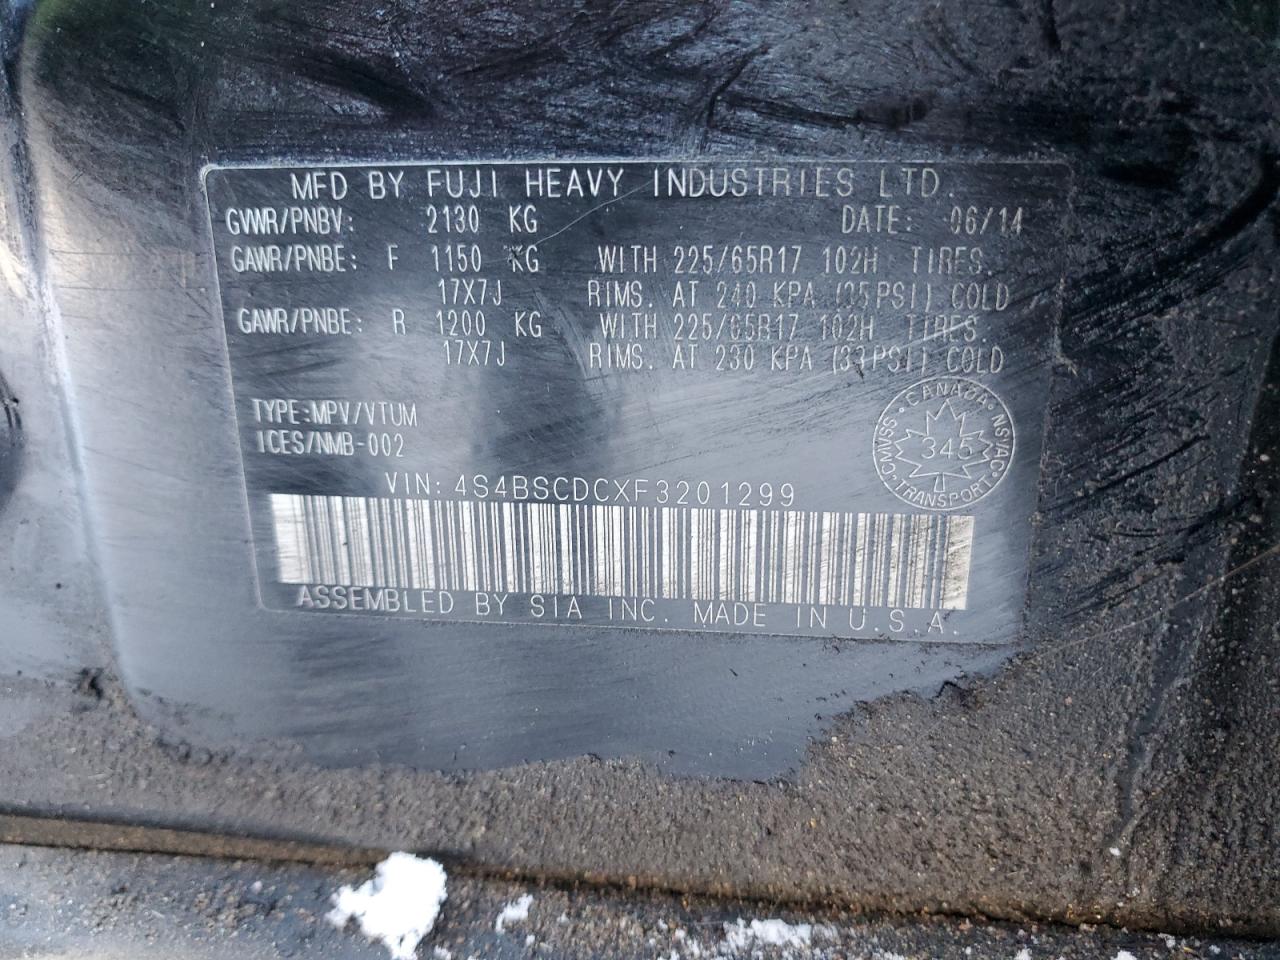 MFD BY FUJI HEAVY INDUSTRIES LTD.
GVWR/PNBV: 2130 KG DATE: 06/14
GAWR/PNBE: F 1150 KG WITH 225/65R17 102H TIRES.
17X7J RIMS. AT 240 KPA (35PSI) COLD
GAWR/PNBE: R 1200 KG WITH 225/65R17 102H TIRES.
17X7J RIMS. AT 230 KPA (33PSI) COLD
TYPE:MPV/VTUM
ICES/NMB-002
CANADA · NSVAC · TRANSPORT · CMVSS ·
345
VIN: 4S4BSCDCXF3201299
ASSEMBLED BY SIA INC. MADE IN U.S.A.